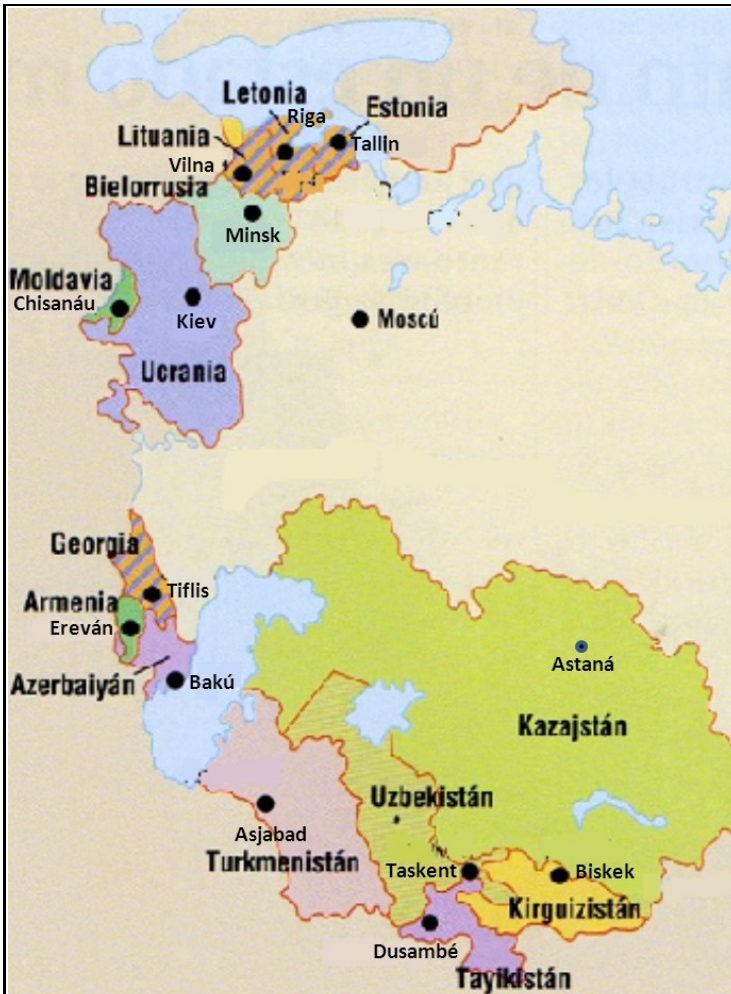 Letonia
Riga
Estonia
Lituania
Tallin
Vilna
Bielorrusia
Minsk
Moldavia
Chisanáu
Kiev
Moscú
Ucrania
Georgia
Tiflis
Armenia
Ereván
Astaná
Azerbaiyán
Bakú
Kazajstán
Uzbekistán
Asjabad
Turkmenistán
Taskent
Biskek
Kirguizistán
Dusambé
Tayikistán